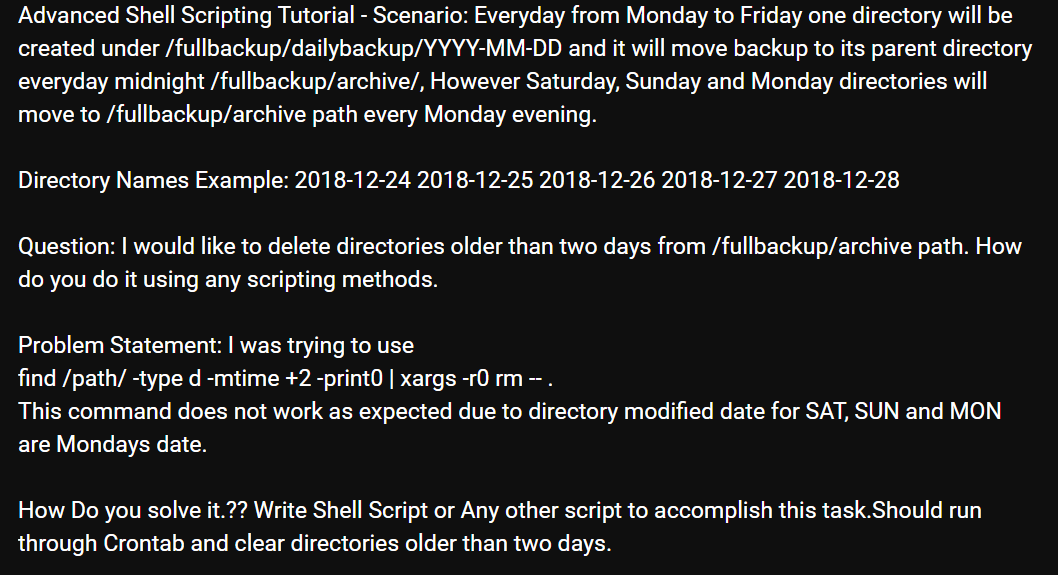 Advanced Shell Scripting Tutorial - Scenario: Everyday from Monday to Friday one directory will be
created under /fullbackup/dailybackup/YYYY-MM-DD and it will move backup to its parent directory
everyday midnight /fullbackup/archive/, However Saturday, Sunday and Monday directories will
move to /fullbackup/archive path every Monday evening.
Directory Names Example: 2018-12-24 2018-12-25 2018-12-26 2018-12-27 2018-12-28
Question: I would like to delete directories older than two days from /fullbackup/archive path. How
do you do it using any scripting methods.
Problem Statement: I was trying to use
find /path/ -type d -mtime +2 -print0 | xargs -r0 rm -- .
This command does not work as expected due to directory modified date for SAT, SUN and MON
are Mondays date.
How Do you solve it.?? Write Shell Script or Any other script to accomplish this task.Should run
through Crontab and clear directories older than two days.